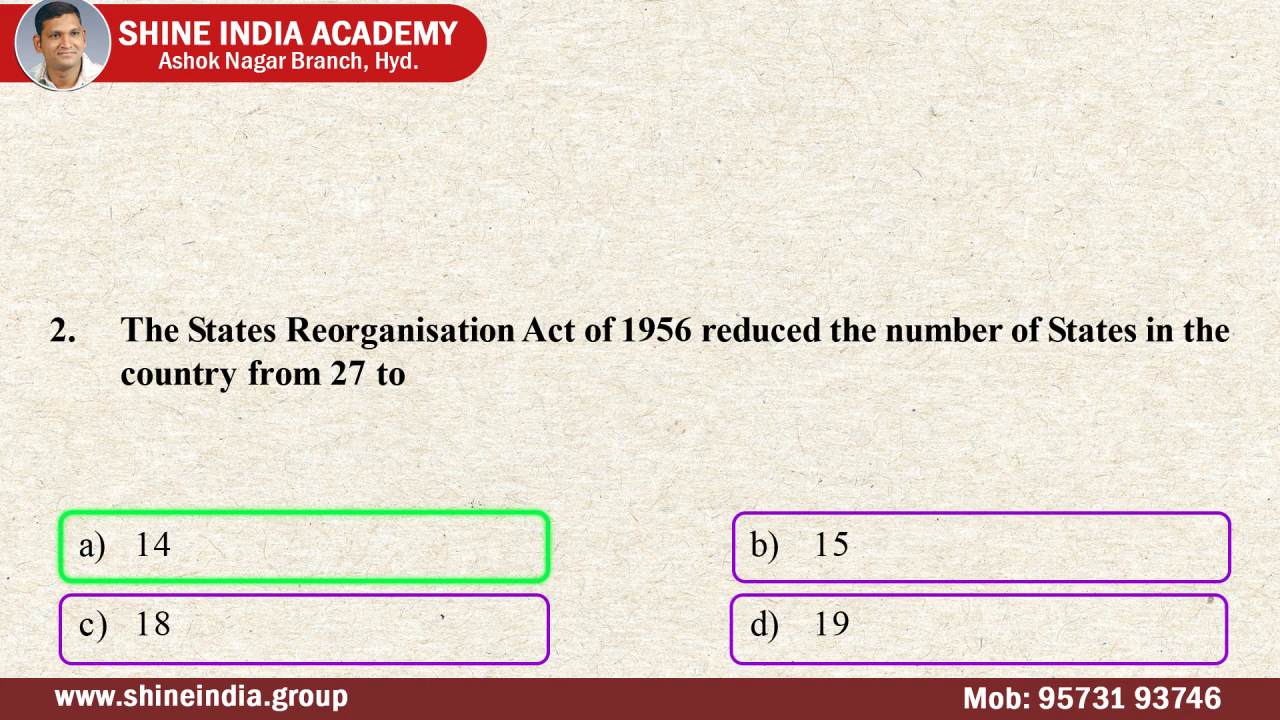 SHINE INDIA ACADEMY
Ashok Nagar Branch, Hyd.
2. The States Reorganisation Act of 1956 reduced the number of States in the
country from 27 to
a) 14
b) 15
c) 18
d) 19
www.shineindia.group
Mob: 95731 93746